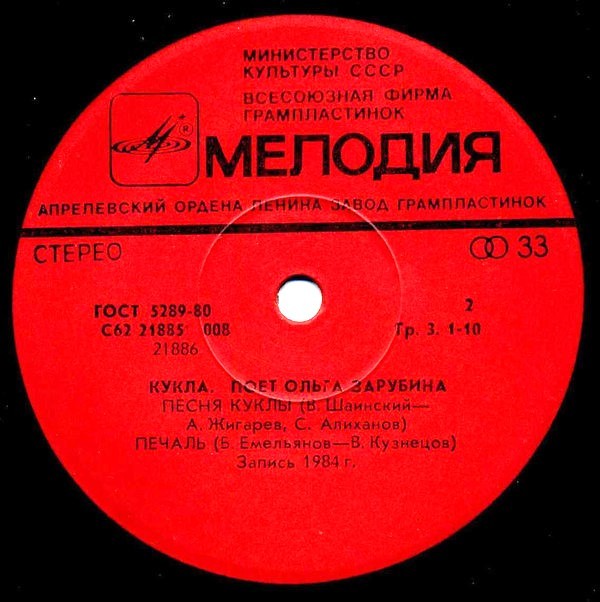 МИНИСТЕРСТВО
КУЛЬТУРЫ СССР
ВСЕСОЮЗНАЯ ФИРМА
ГРАМПЛАСТИНОК
®
МЕЛОДИЯ
АПРЕЛЕВСКИЙ ОРДЕНА ЛЕНИНА ЗАВОД ГРАМПЛАСТИНОК
СТЕРЕО 33
ГОСТ 5289-80 2
С62 21885 008 Гр. 3. 1-10
21886
КУКЛА. ПОЕТ ОЛЬГА ЗАРУБИНА
ПЕСНЯ КУКЛЫ (В. Шаинский—
А. Жигарев, С. Алиханов)
ПЕЧАЛЬ (Б. Емельянов—В. Кузнецов)
Запись 1984 г.